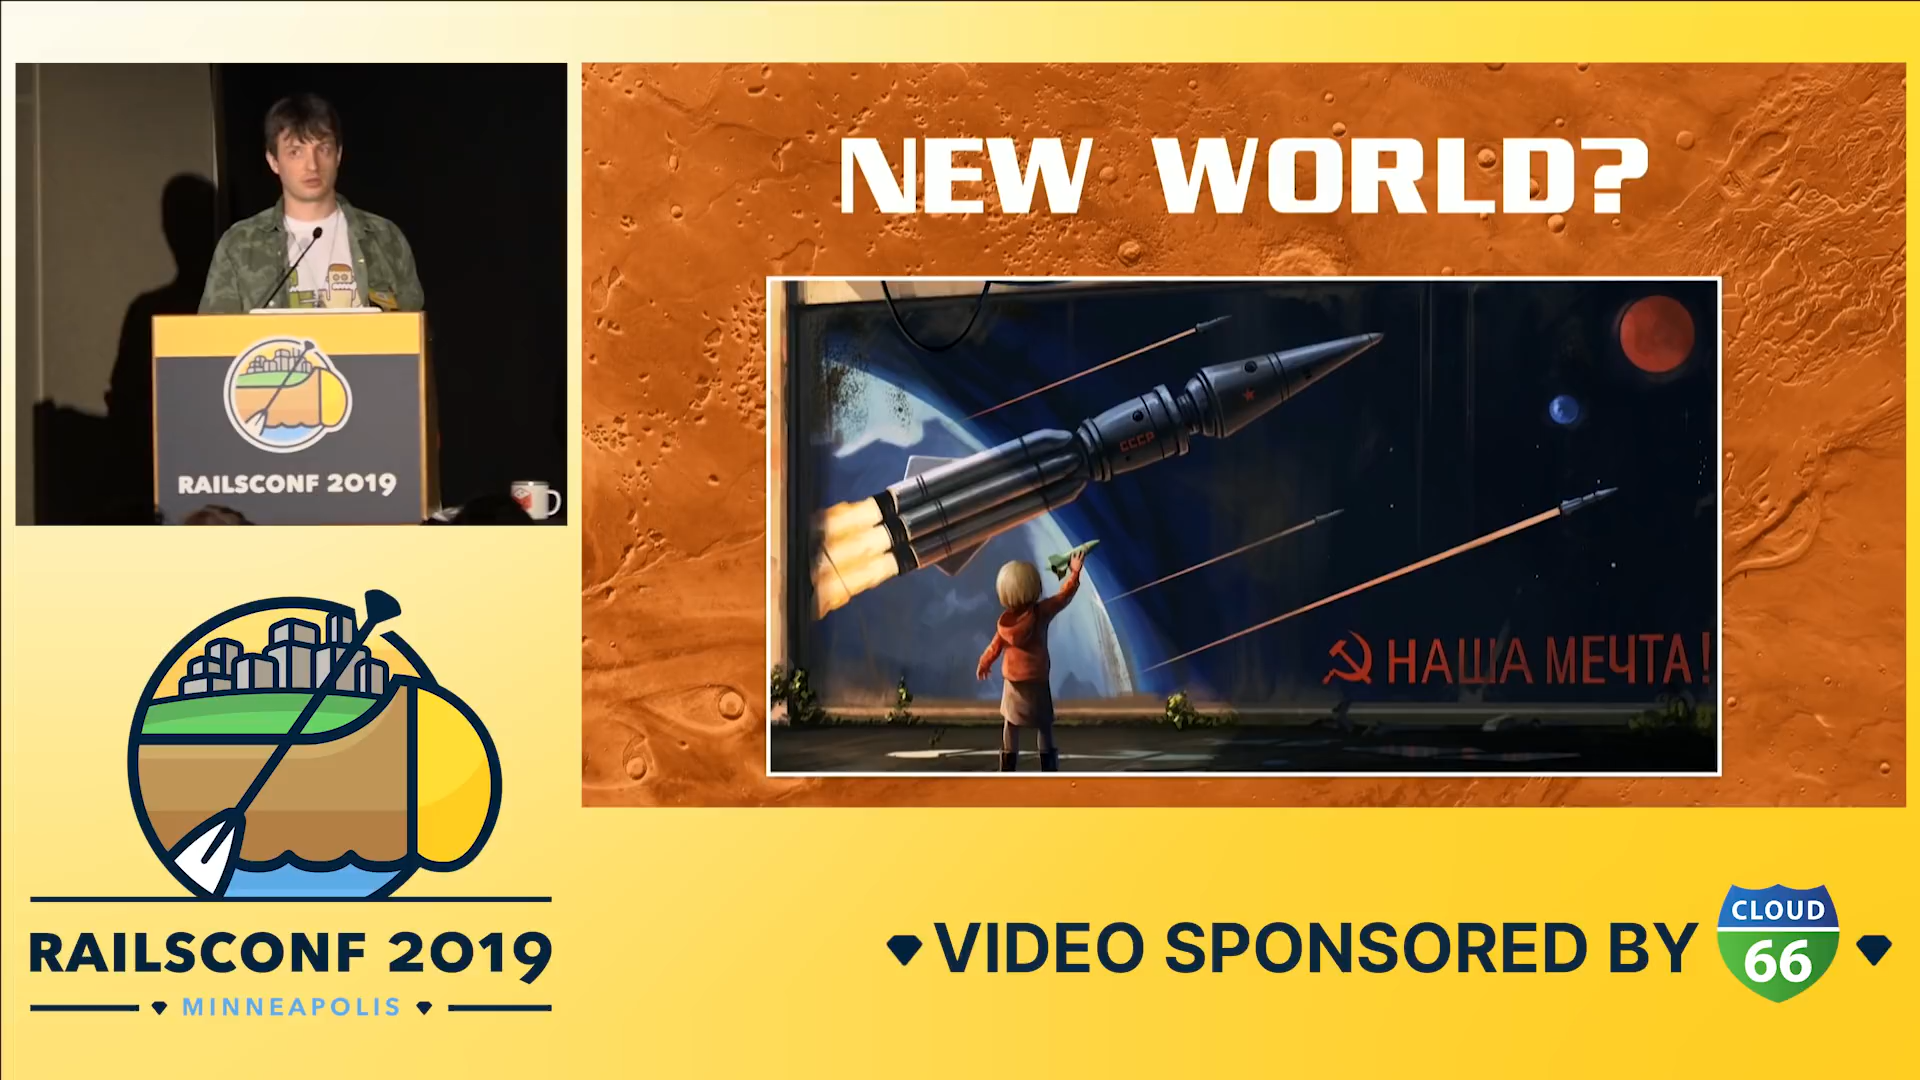 NEW WORLD?
СССР
НАША МЕЧТА!
RAILSCONF 2019
RAILSCONF 2019
MINNEAPOLIS
VIDEO SPONSORED BY
CLOUD
66